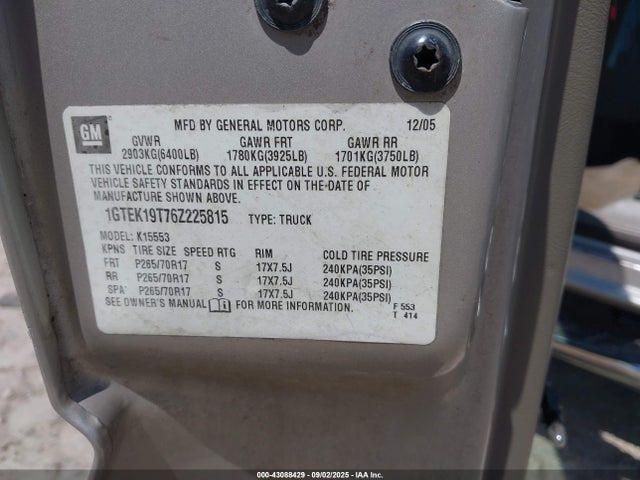 GM
MFD BY GENERAL MOTORS CORP. 12/05
GVWR GAWR FRT GAWR RR
2903KG(6400LB) 1780KG(3925LB) 1701KG(3750LB)
THIS VEHICLE CONFORMS TO ALL APPLICABLE U.S. FEDERAL MOTOR
VEHICLE SAFETY STANDARDS IN EFFECT ON THE DATE OF
MANUFACTURE SHOWN ABOVE.
1GTEK19T76Z225815 TYPE: TRUCK
MODEL: K15553
KPNS TIRE SIZE SPEED RTG RIM COLD TIRE PRESSURE
FRT P265/70R17 S 17X7.5J 240KPA(35PSI)
RR P265/70R17 S 17X7.5J 240KPA(35PSI)
SPA P265/70R17 S 17X7.5J 240KPA(35PSI)
SEE OWNER'S MANUAL FOR MORE INFORMATION.
F 553
T 414
000-43088429 - 09/02/2025 - IAA, Inc.